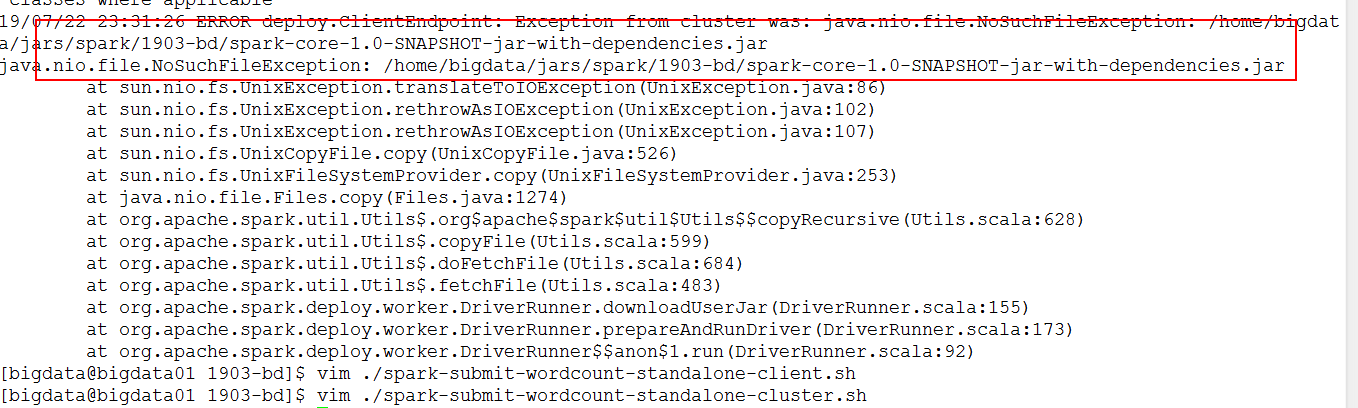 classes where applicable
19/07/22 23:31:26 ERROR deploy.ClientEndpoint: Exception from cluster was: java.nio.file.NoSuchFileException: /home/bigdat
a/jars/spark/1903-bd/spark-core-1.0-SNAPSHOT-jar-with-dependencies.jar
java.nio.file.NoSuchFileException: /home/bigdata/jars/spark/1903-bd/spark-core-1.0-SNAPSHOT-jar-with-dependencies.jar
        at sun.nio.fs.UnixException.translateToIOException(UnixException.java:86)
        at sun.nio.fs.UnixException.rethrowAsIOException(UnixException.java:102)
        at sun.nio.fs.UnixException.rethrowAsIOException(UnixException.java:107)
        at sun.nio.fs.UnixCopyFile.copy(UnixCopyFile.java:526)
        at sun.nio.fs.UnixFileSystemProvider.copy(UnixFileSystemProvider.java:253)
        at java.nio.file.Files.copy(Files.java:1274)
        at org.apache.spark.util.Utils$.org$apache$spark$util$Utils$$copyRecursive(Utils.scala:628)
        at org.apache.spark.util.Utils$.copyFile(Utils.scala:599)
        at org.apache.spark.util.Utils$.doFetchFile(Utils.scala:684)
        at org.apache.spark.util.Utils$.fetchFile(Utils.scala:483)
        at org.apache.spark.deploy.worker.DriverRunner.downloadUserJar(DriverRunner.scala:155)
        at org.apache.spark.deploy.worker.DriverRunner.prepareAndRunDriver(DriverRunner.scala:173)
        at org.apache.spark.deploy.worker.DriverRunner$$anon$1.run(DriverRunner.scala:92)
[bigdata@bigdata01 1903-bd]$ vim ./spark-submit-wordcount-standalone-client.sh
[bigdata@bigdata01 1903-bd]$ vim ./spark-submit-wordcount-standalone-cluster.sh